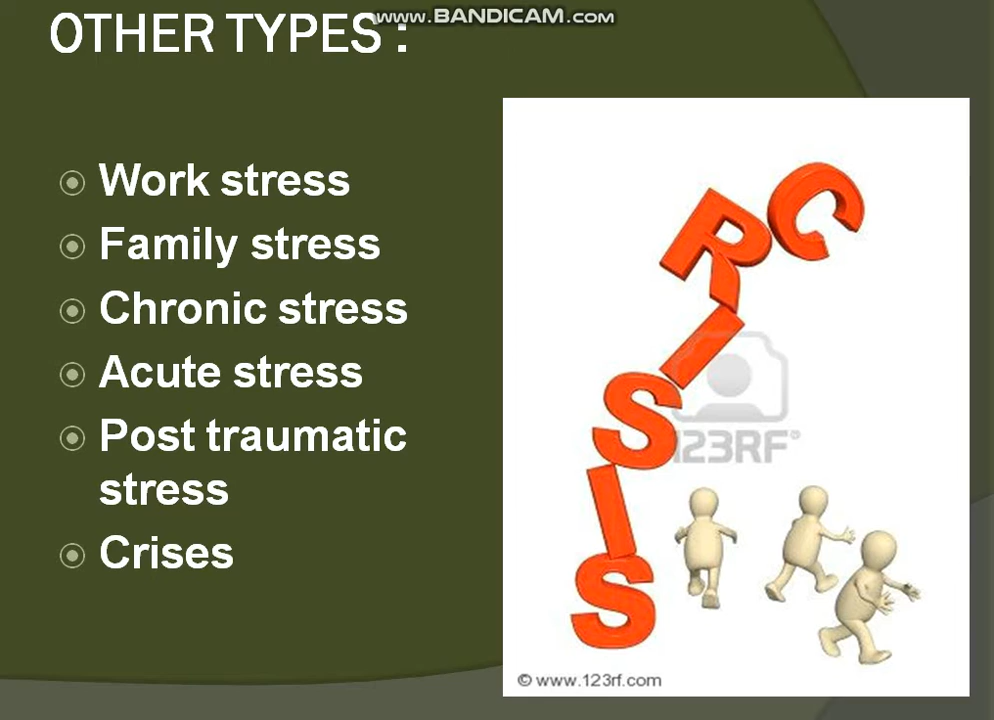 www.BANDICAM.com
OTHER TYPES :
Work stress
Family stress
Chronic stress
Acute stress
Post traumatic
stress
Crises
CRISIS
123RF®
© www.123rf.com